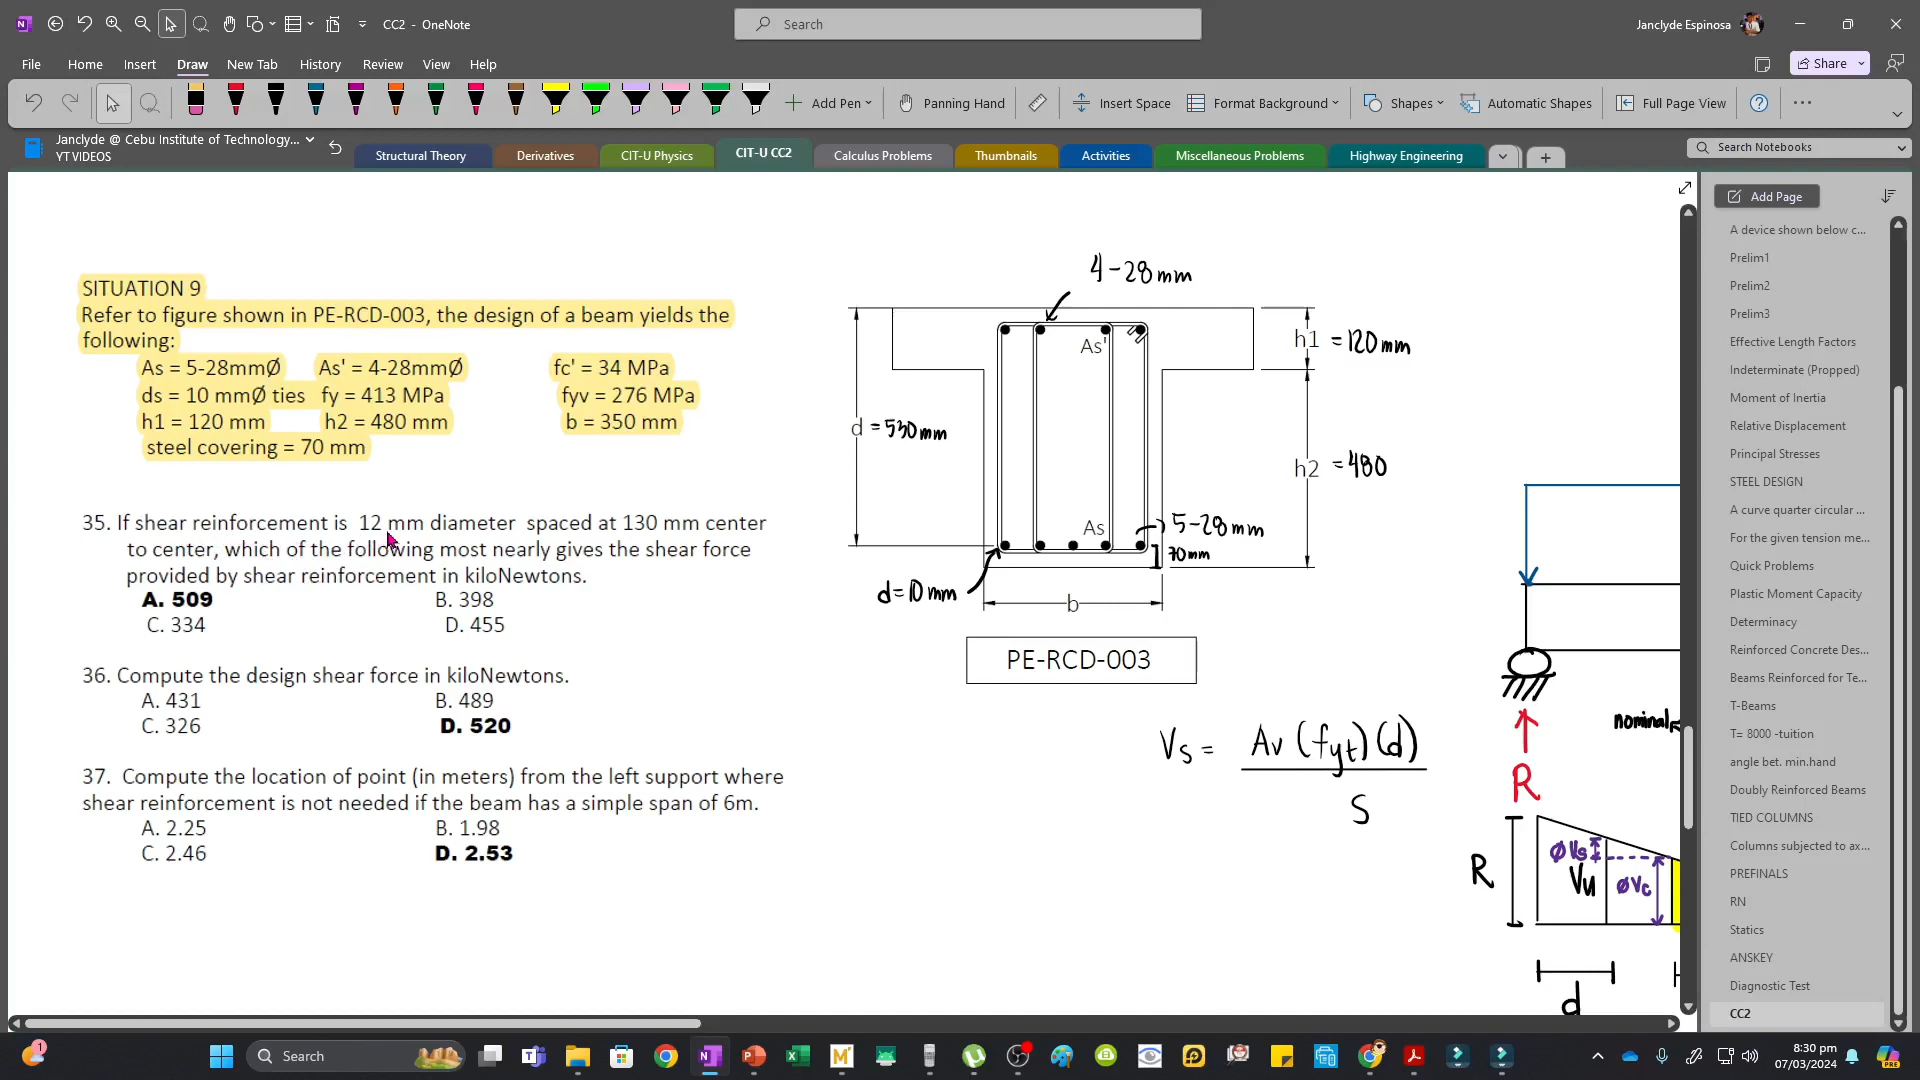 CC2 - OneNote
Search
Janclyde Espinosa
File Home Insert Draw New Tab History Review View Help
Share
Add Pen
Panning Hand
Insert Space
Format Background
Shapes
Automatic Shapes
Full Page View
Janclyde @ Cebu Institute of Technology...
YT VIDEOS
Structural Theory
Derivatives
CIT-U Physics
CIT-U CC2
Calculus Problems
Thumbnails
Activities
Miscellaneous Problems
Highway Engineering
Search Notebooks
SITUATION 9
Refer to figure shown in PE-RCD-003, the design of a beam yields the
following:
As = 5-28mmØ As' = 4-28mmØ fc' = 34 MPa
ds = 10 mmØ ties fy = 413 MPa fyv = 276 MPa
h1 = 120 mm h2 = 480 mm b = 350 mm
steel covering = 70 mm
35. If shear reinforcement is 12 mm diameter spaced at 130 mm center
to center, which of the following most nearly gives the shear force
provided by shear reinforcement in kiloNewtons.
A. 509 B. 398
C. 334 D. 455
36. Compute the design shear force in kiloNewtons.
A. 431 B. 489
C. 326 D. 520
37. Compute the location of point (in meters) from the left support where
shear reinforcement is not needed if the beam has a simple span of 6m.
A. 2.25 B. 1.98
C. 2.46 D. 2.53
4-28mm
As'
h1 = 120mm
d = 530mm
h2 = 480
As
5-28mm
70mm
d=10mm
b
PE-RCD-003
Vs = Av (fyt)(d)
S
R
nominal
R
ØVs
Vu
ØVc
d
Add Page
A device shown below c...
Prelim1
Prelim2
Prelim3
Effective Length Factors
Indeterminate (Propped)
Moment of Inertia
Relative Displacement
Principal Stresses
STEEL DESIGN
A curve quarter circular ...
For the given tension me...
Quick Problems
Plastic Moment Capacity
Determinacy
Reinforced Concrete Des...
Beams Reinforced for Te...
T-Beams
T= 8000 -tuition
angle bet. min.hand
Doubly Reinforced Beams
TIED COLUMNS
Columns subjected to ax...
PREFINALS
RN
Statics
ANSKEY
Diagnostic Test
CC2
1
Search
8:30 pm
07/03/2024